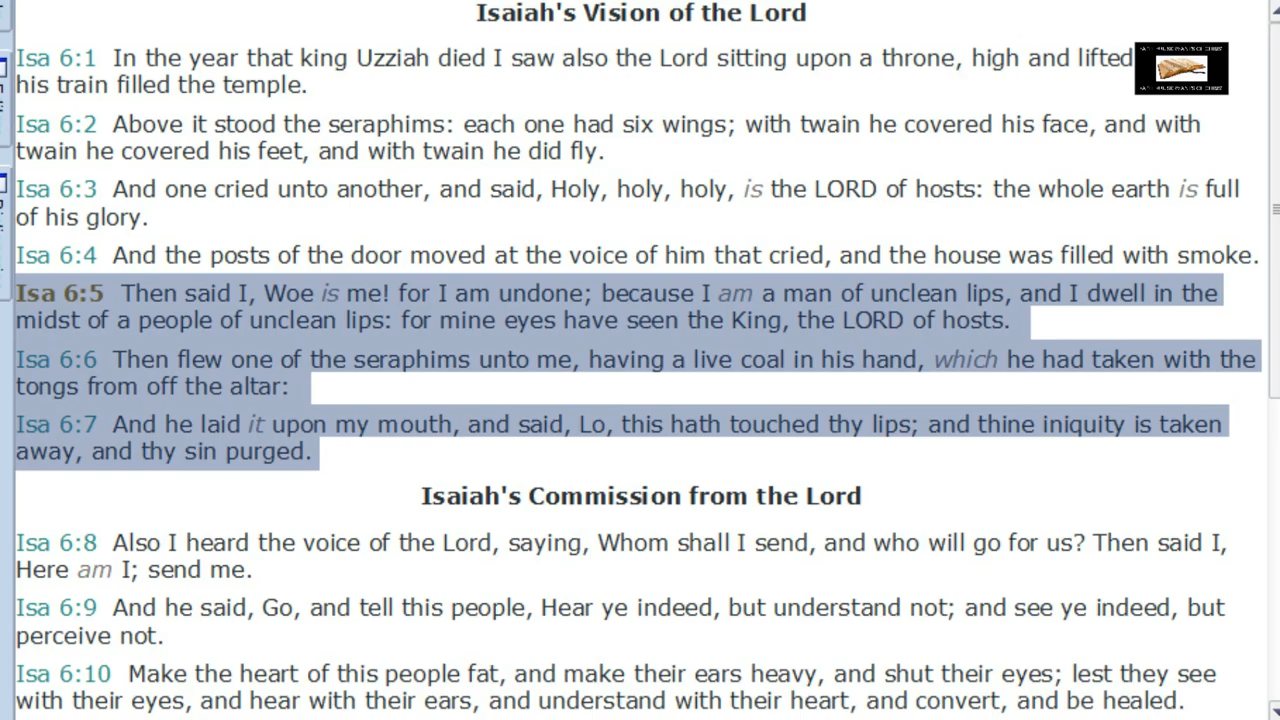 Isaiah's Vision of the Lord
Isa 6:1 In the year that king Uzziah died I saw also the Lord sitting upon a throne, high and lifted
his train filled the temple.
Isa 6:2 Above it stood the seraphims: each one had six wings; with twain he covered his face, and with
twain he covered his feet, and with twain he did fly.
Isa 6:3 And one cried unto another, and said, Holy, holy, holy, is the LORD of hosts: the whole earth is full
of his glory.
Isa 6:4 And the posts of the door moved at the voice of him that cried, and the house was filled with smoke.
Isa 6:5 Then said I, Woe is me! for I am undone; because I am a man of unclean lips, and I dwell in the
midst of a people of unclean lips: for mine eyes have seen the King, the LORD of hosts.
Isa 6:6 Then flew one of the seraphims unto me, having a live coal in his hand, which he had taken with the
tongs from off the altar:
Isa 6:7 And he laid it upon my mouth, and said, Lo, this hath touched thy lips; and thine iniquity is taken
away, and thy sin purged.
Isaiah's Commission from the Lord
Isa 6:8 Also I heard the voice of the Lord, saying, Whom shall I send, and who will go for us? Then said I,
Here am I; send me.
Isa 6:9 And he said, Go, and tell this people, Hear ye indeed, but understand not; and see ye indeed, but
perceive not.
Isa 6:10 Make the heart of this people fat, and make their ears heavy, and shut their eyes; lest they see
with their eyes, and hear with their ears, and understand with their heart, and convert, and be healed.